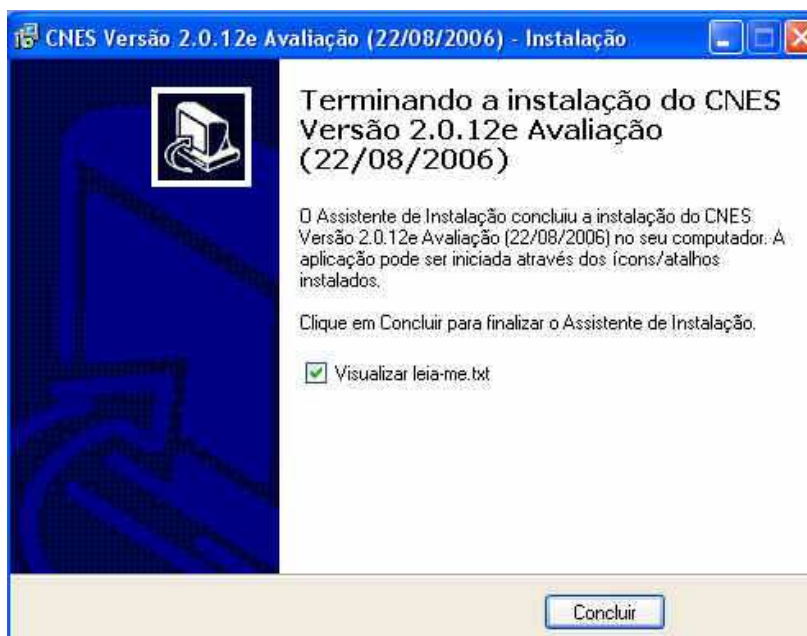 CNES Versão 2.0.12e Avaliação (22/08/2006) - Instalação
Terminando a instalação do CNES
Versão 2.0.12e Avaliação
(22/08/2006)
O Assistente de Instalação concluiu a instalação do CNES
Versão 2.0.12e Avaliação (22/08/2006) no seu computador. A
aplicação pode ser iniciada através dos ícons/atalhos
instalados.
Clique em Concluir para finalizar o Assistente de Instalação.
Visualizar leia-me.txt
Concluir